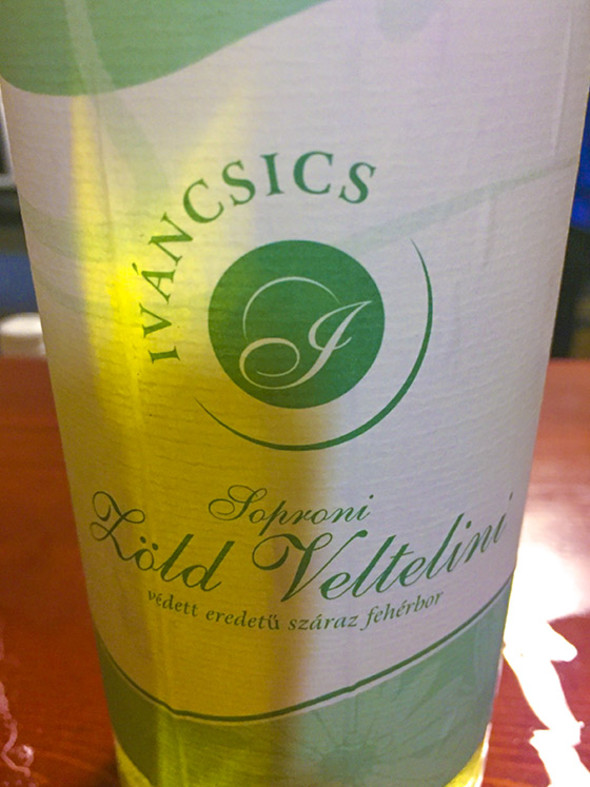 IVÁNCSICS
I
Soproni
Zöld Veltelini
védett eredetű száraz fehérbor